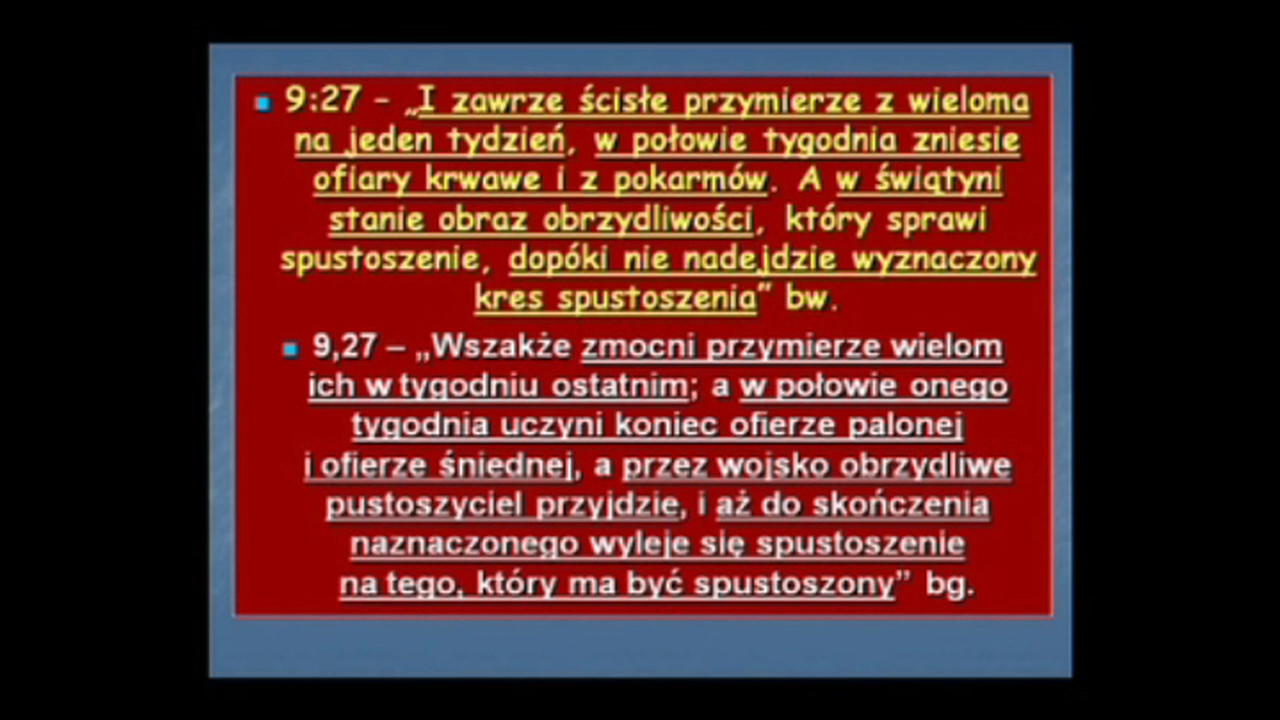 9:27 – „I zawrze ścisłe przymierze z wieloma
na jeden tydzień, w połowie tygodnia zniesie
ofiary krwawe i z pokarmów. A w świątyni
stanie obraz obrzydliwości, który sprawi
spustoszenie, dopóki nie nadejdzie wyznaczony
kres spustoszenia” bw.
9,27 – „Wszakże zmocni przymierze wielom
ich w tygodniu ostatnim; a w połowie onego
tygodnia uczyni koniec ofierze palonej
i ofierze śniednej, a przez wojsko obrzydliwe
pustoszyciel przyjdzie, i aż do skończenia
naznaczonego wyleje się spustoszenie
na tego, który ma być spustoszony” bg.